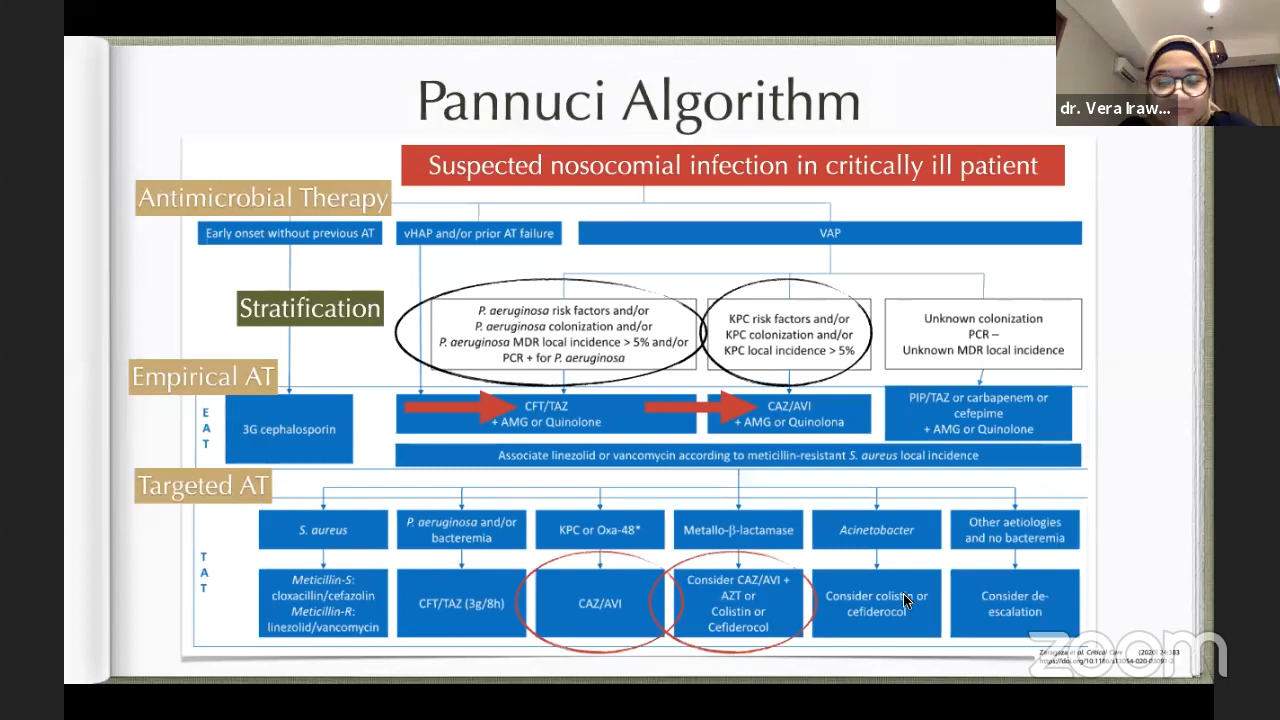 Pannuci Algorithm
dr. Vera Iraw...
Suspected nosocomial infection in critically ill patient
Antimicrobial Therapy
Early onset without previous AT
vHAP and/or prior AT failure
VAP
Stratification
P. aeruginosa risk factors and/or
P. aeruginosa colonization and/or
P. aeruginosa MDR local incidence > 5% and/or
PCR + for P. aeruginosa
KPC risk factors and/or
KPC colonization and/or
KPC local incidence > 5%
Unknown colonization
PCR –
Unknown MDR local incidence
Empirical AT
E
A
T
3G cephalosporin
CFT/TAZ
+ AMG or Quinolone
CAZ/AVI
+ AMG or Quinolona
PIP/TAZ or carbapenem or
cefepime
+ AMG or Quinolone
Associate linezolid or vancomycin according to meticillin-resistant S. aureus local incidence
Targeted AT
T
A
T
S. aureus
P. aeruginosa and/or
bacteremia
KPC or Oxa-48*
Metallo-β-lactamase
Acinetobacter
Other aetiologies
and no bacteremia
Meticillin-S:
cloxacillin/cefazolin
Meticillin-R:
linezolid/vancomycin
CFT/TAZ (3g/8h)
CAZ/AVI
Consider CAZ/AVI +
AZT or
Colistin or
Cefiderocol
Consider colistin or
cefiderocol
Consider de-
escalation
zoom
et al. Critical Care (2020) 24:383